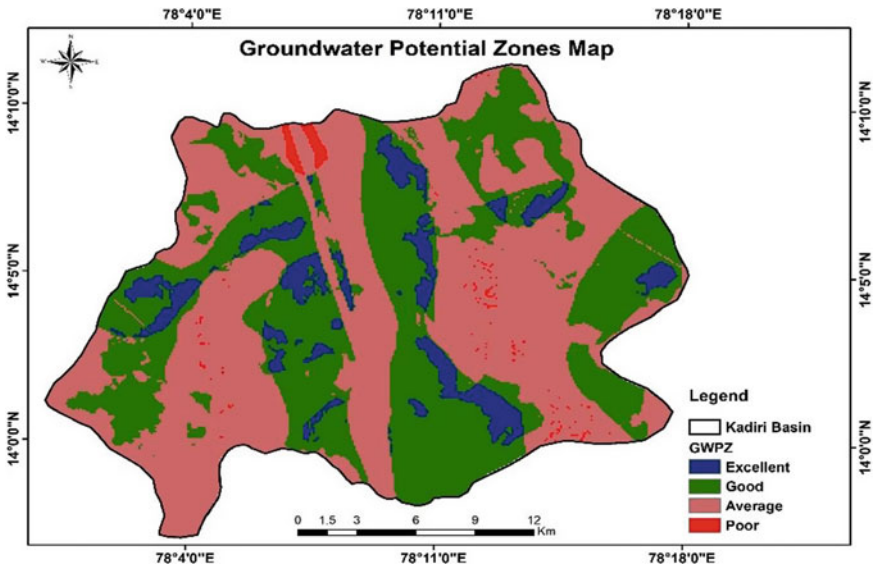 78°4'0"E 78°11'0"E 78°18'0"E
Groundwater Potential Zones Map
N
W E
S
14°10'0"N 14°10'0"N
14°5'0"N 14°5'0"N
14°0'0"N 14°0'0"N
Legend
Kadiri Basin
GWPZ
Excellent
Good
Average
Poor
0 1.5 3 6 9 12
Km
78°4'0"E 78°11'0"E 78°18'0"E